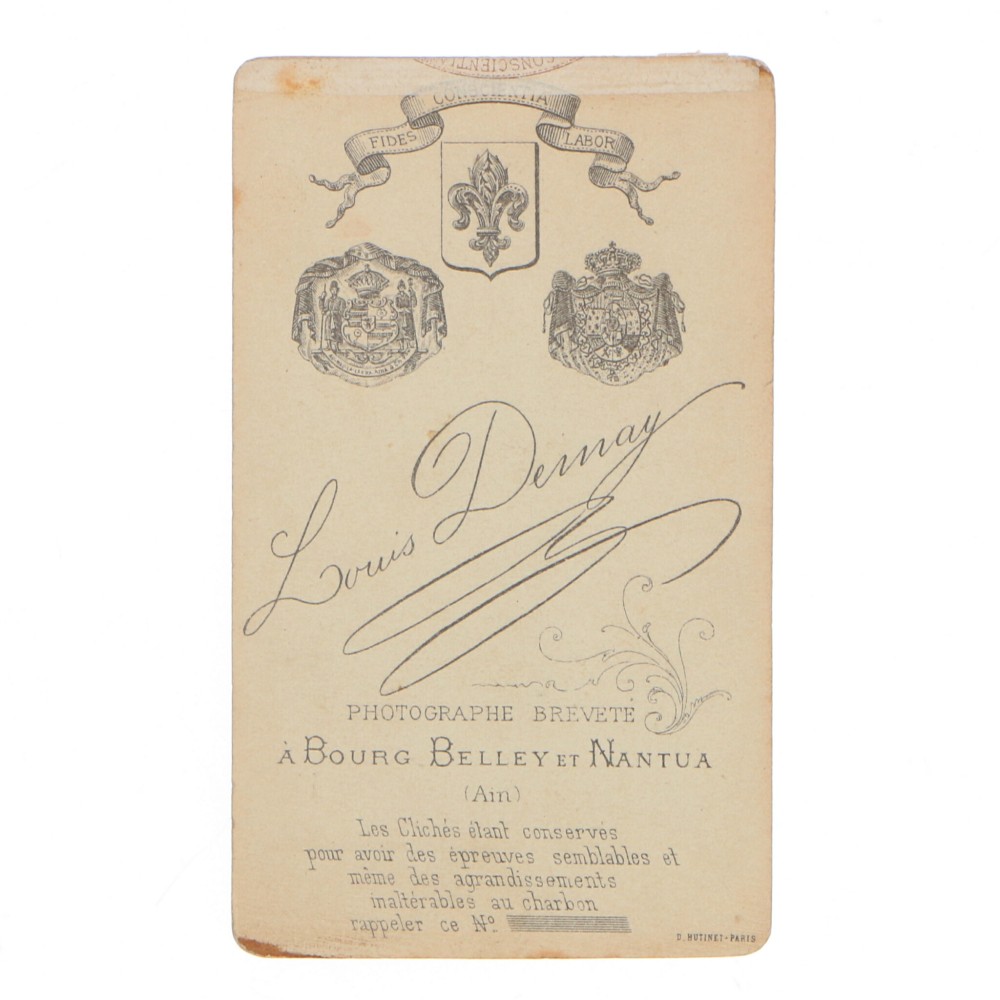 CONSCIENTIA
FIDES
LABOR
Louis Demay
PHOTOGRAPHE BREVETÉ
À BOURG BELLEY ET NANTUA
(Ain)
Les Clichés étant conservés
pour avoir des épreuves semblables et
même des agrandissements
inaltérables au charbon
rappeler ce No.
D. HUTINET - PARIS